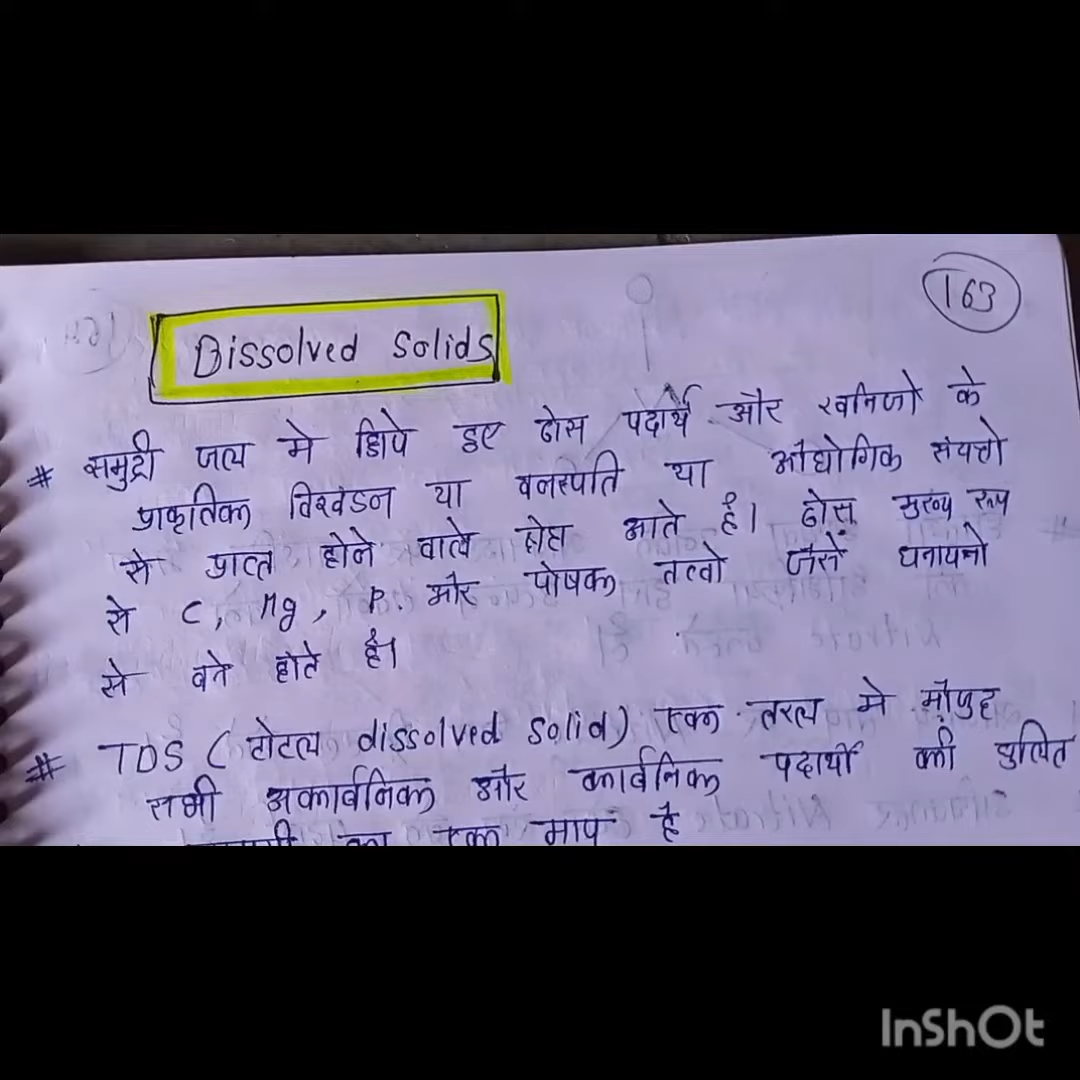 163
Dissolved Solids
# समुद्री जल मे छिपे हुए ठोस पदार्थ और खनिजो के
प्राकृतिक विखंडन या वनस्पति या औधोगिक संयत्रो
से प्राप्त होने वाले ठोस आते है। ठोस मुख्य रूप
से C, Mg, P. और पोषक तत्वो जैसे धनायनो
से बने होते है।
# TDS ( टोटल dissolved solid) एक तरल मे मौजुद
सभी अकार्बनिक और कार्बनिक पदार्थो की
का एक माप है
InShOt